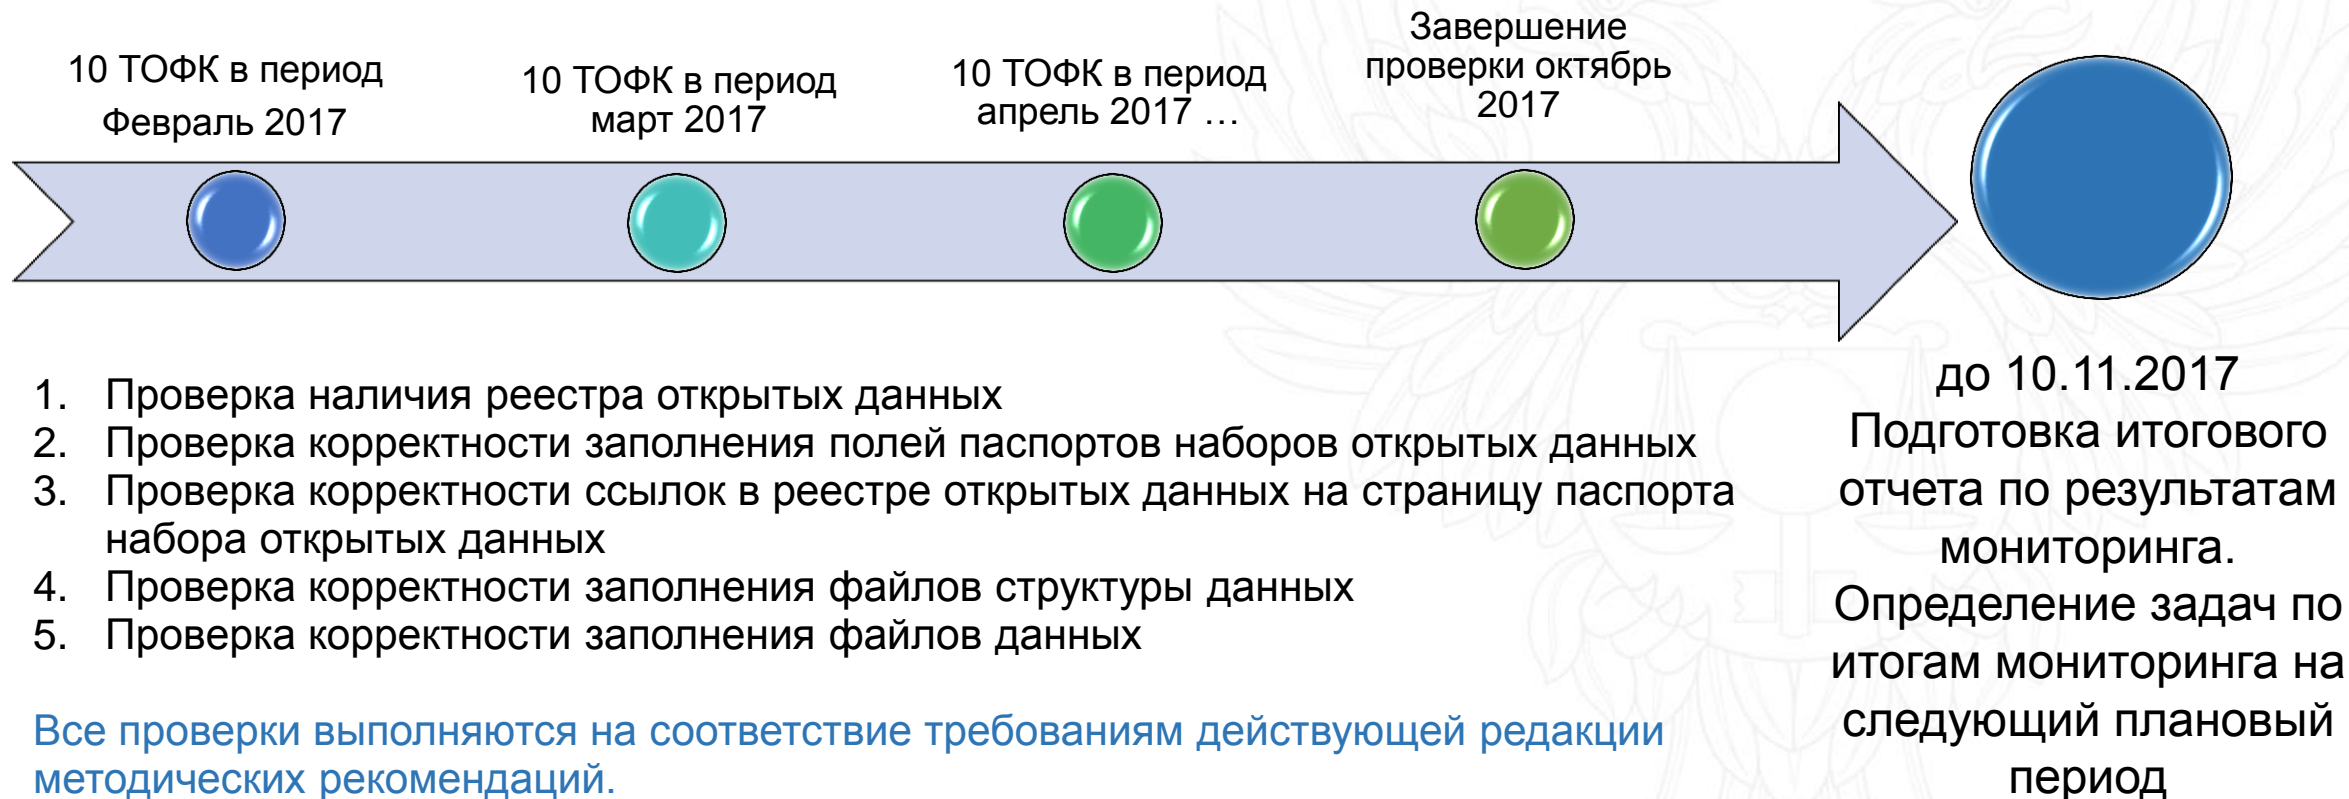 10 ТОФК в период
Февраль 2017
10 ТОФК в период
март 2017
10 ТОФК в период
апрель 2017 …
Завершение
проверки октябрь
2017
1. Проверка наличия реестра открытых данных
2. Проверка корректности заполнения полей паспортов наборов открытых данных
3. Проверка корректности ссылок в реестре открытых данных на страницу паспорта
набора открытых данных
4. Проверка корректности заполнения файлов структуры данных
5. Проверка корректности заполнения файлов данных
Все проверки выполняются на соответствие требованиям действующей редакции
методических рекомендаций.
до 10.11.2017
Подготовка итогового
отчета по результатам
мониторинга.
Определение задач по
итогам мониторинга на
следующий плановый
период